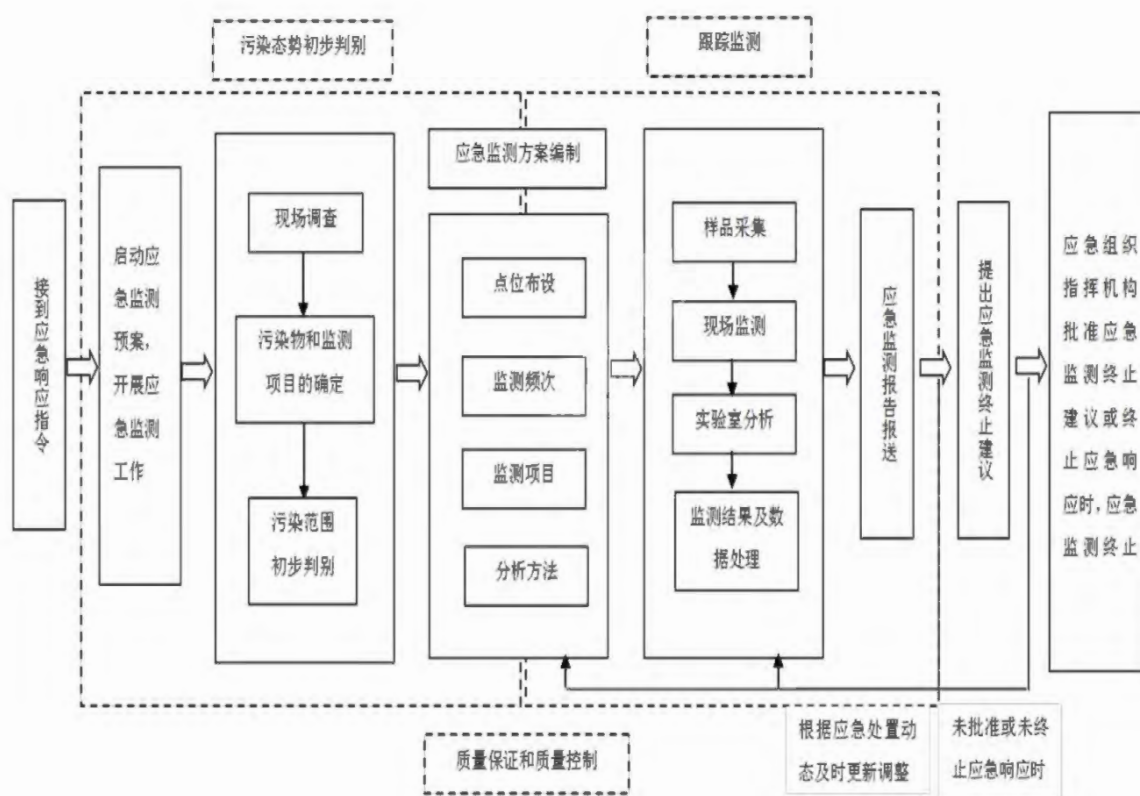 污染态势初步判别
跟踪监测
接到应急响应指令
启动应
急监测
预案，
开展应
急监测
工作
现场调查
污染物和监测
项目的确定
污染范围
初步判别
应急监测方案编制
点位布设
监测频次
监测项目
分析方法
样品采集
现场监测
实验室分析
监测结果及数
据处理
应急监测报告报送
提出应急监测终止建议
应急组织
指挥机构
批准应急
监测终止
建议或终
止应急响
应时，应急
监测终止
质量保证和质量控制
根据应急处置动
态及时更新调整
未批准或未终
止应急响应时